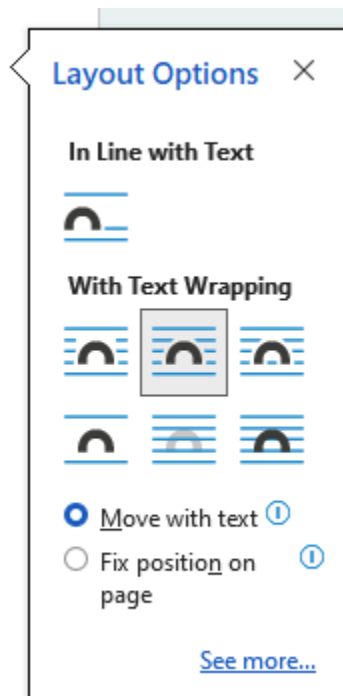 Layout Options
In Line with Text
With Text Wrapping
Move with text
Fix position on
page
See more...